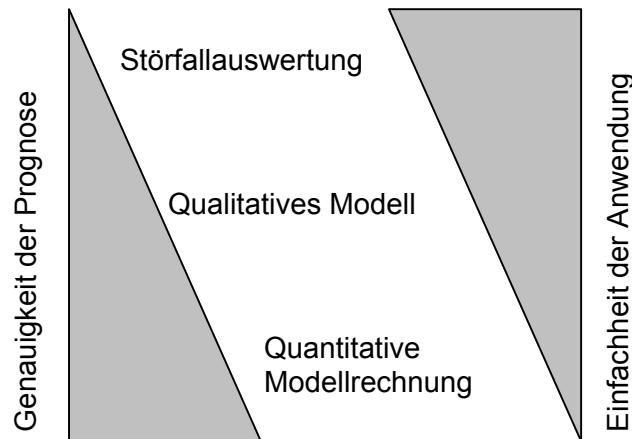 Genauigkeit der Prognose
Störfallauswertung
Qualitatives Modell
Quantitative
Modellrechnung
Einfachheit der Anwendung